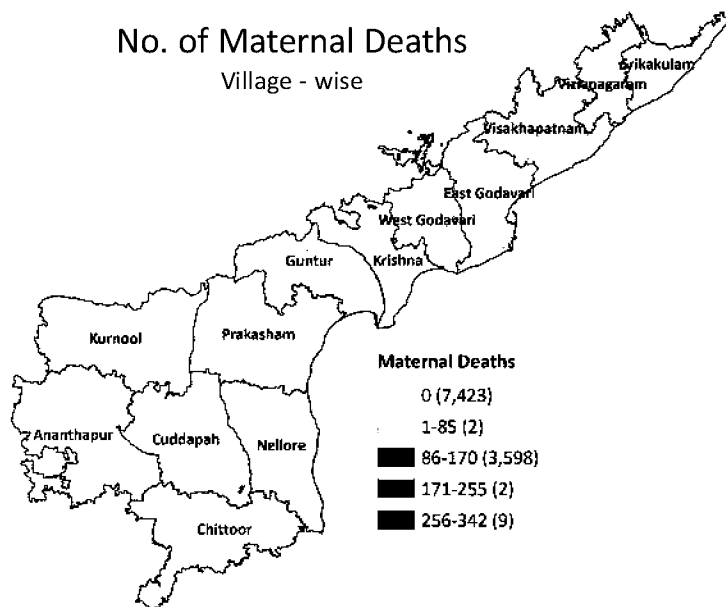 No. of Maternal Deaths
Village - wise
Srikakulam
Vizianagaram
Visakhapatnam
East Godavari
West Godavari
Guntur
Krishna
Kurnool
Prakasham
Maternal Deaths
0 (7,423)
1-85 (2)
86-170 (3,598)
171-255 (2)
256-342 (9)
Ananthapur
Cuddapah
Nellore
Chittoor